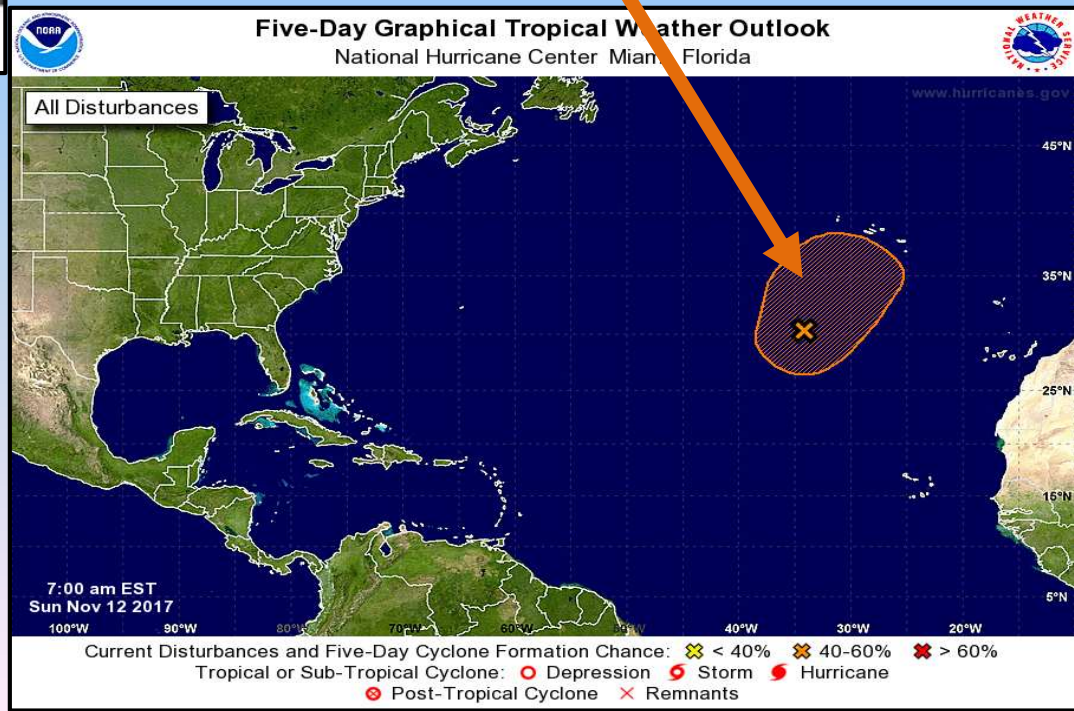 Five-Day Graphical Tropical Weather Outlook
National Hurricane Center Miami Florida
NOAA
All Disturbances
www.hurricanes.gov
45°N
35°N
25°N
15°N
5°N
7:00 am EST
Sun Nov 12 2017
100°W 90°W 80°W 70°W 60°W 40°W 30°W 20°W
Current Disturbances and Five-Day Cyclone Formation Chance: < 40% 40-60% > 60%
Tropical or Sub-Tropical Cyclone: Depression Storm Hurricane
Post-Tropical Cyclone Remnants